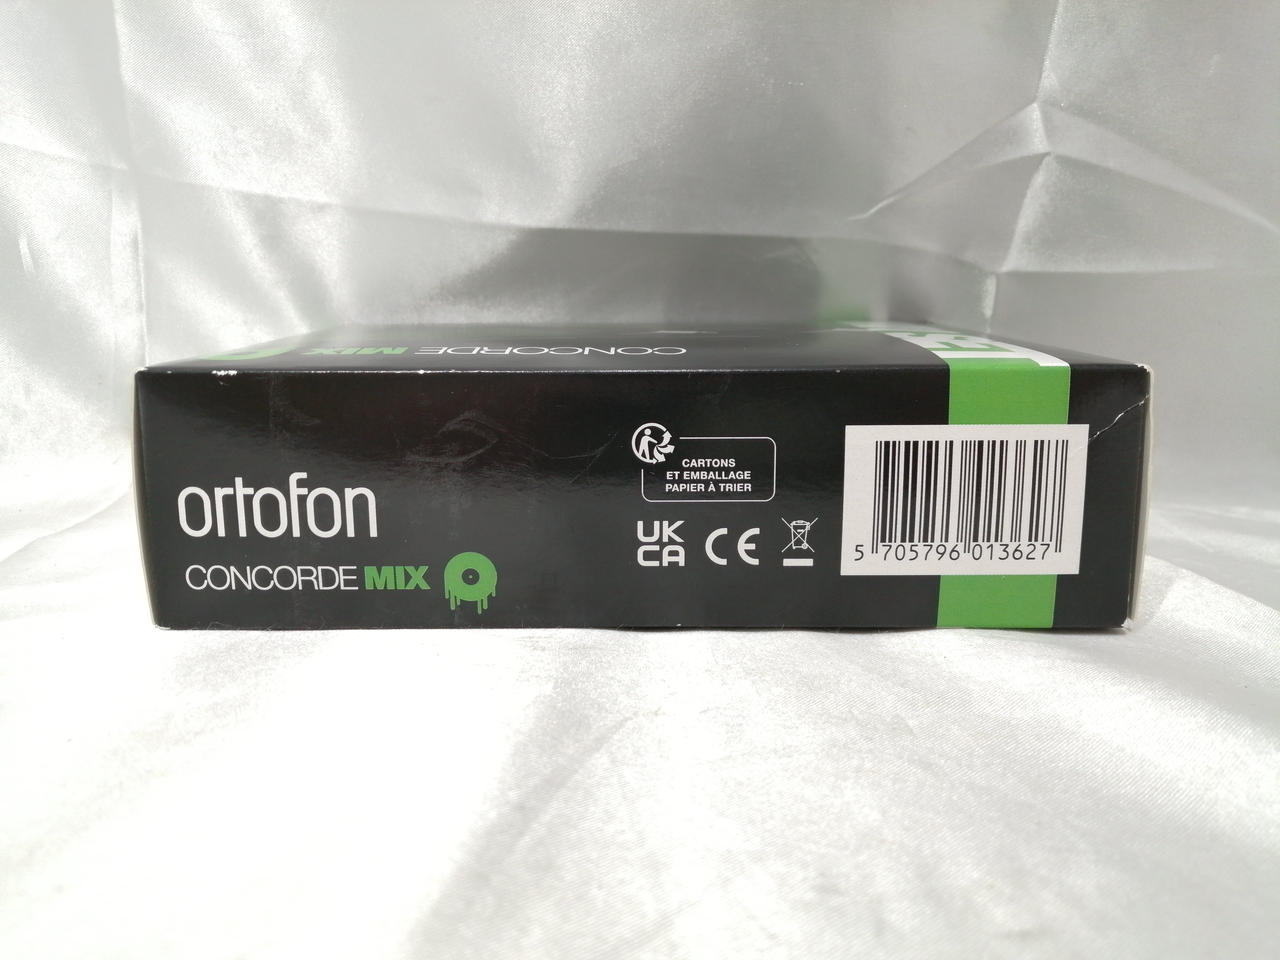 CONCORDE MIX
ortofon
CONCORDE MIX
CARTONS
ET EMBALLAGE
PAPIER À TRIER
UK
CA
CE
5 705796 013627